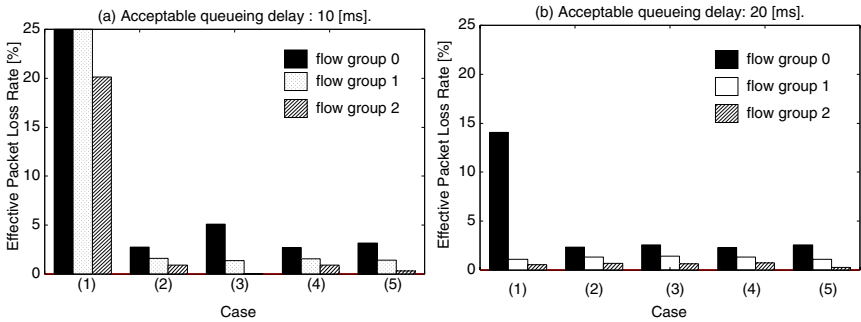 (a) Acceptable queueing delay : 10 [ms].
Effective Packet Loss Rate [%]
25
20
15
10
5
0
flow group 0
flow group 1
flow group 2
(1) (2) (3) (4) (5)
Case
(b) Acceptable queueing delay: 20 [ms].
Effective Packet Loss Rate [%]
25
20
15
10
5
0
flow group 0
flow group 1
flow group 2
(1) (2) (3) (4) (5)
Case